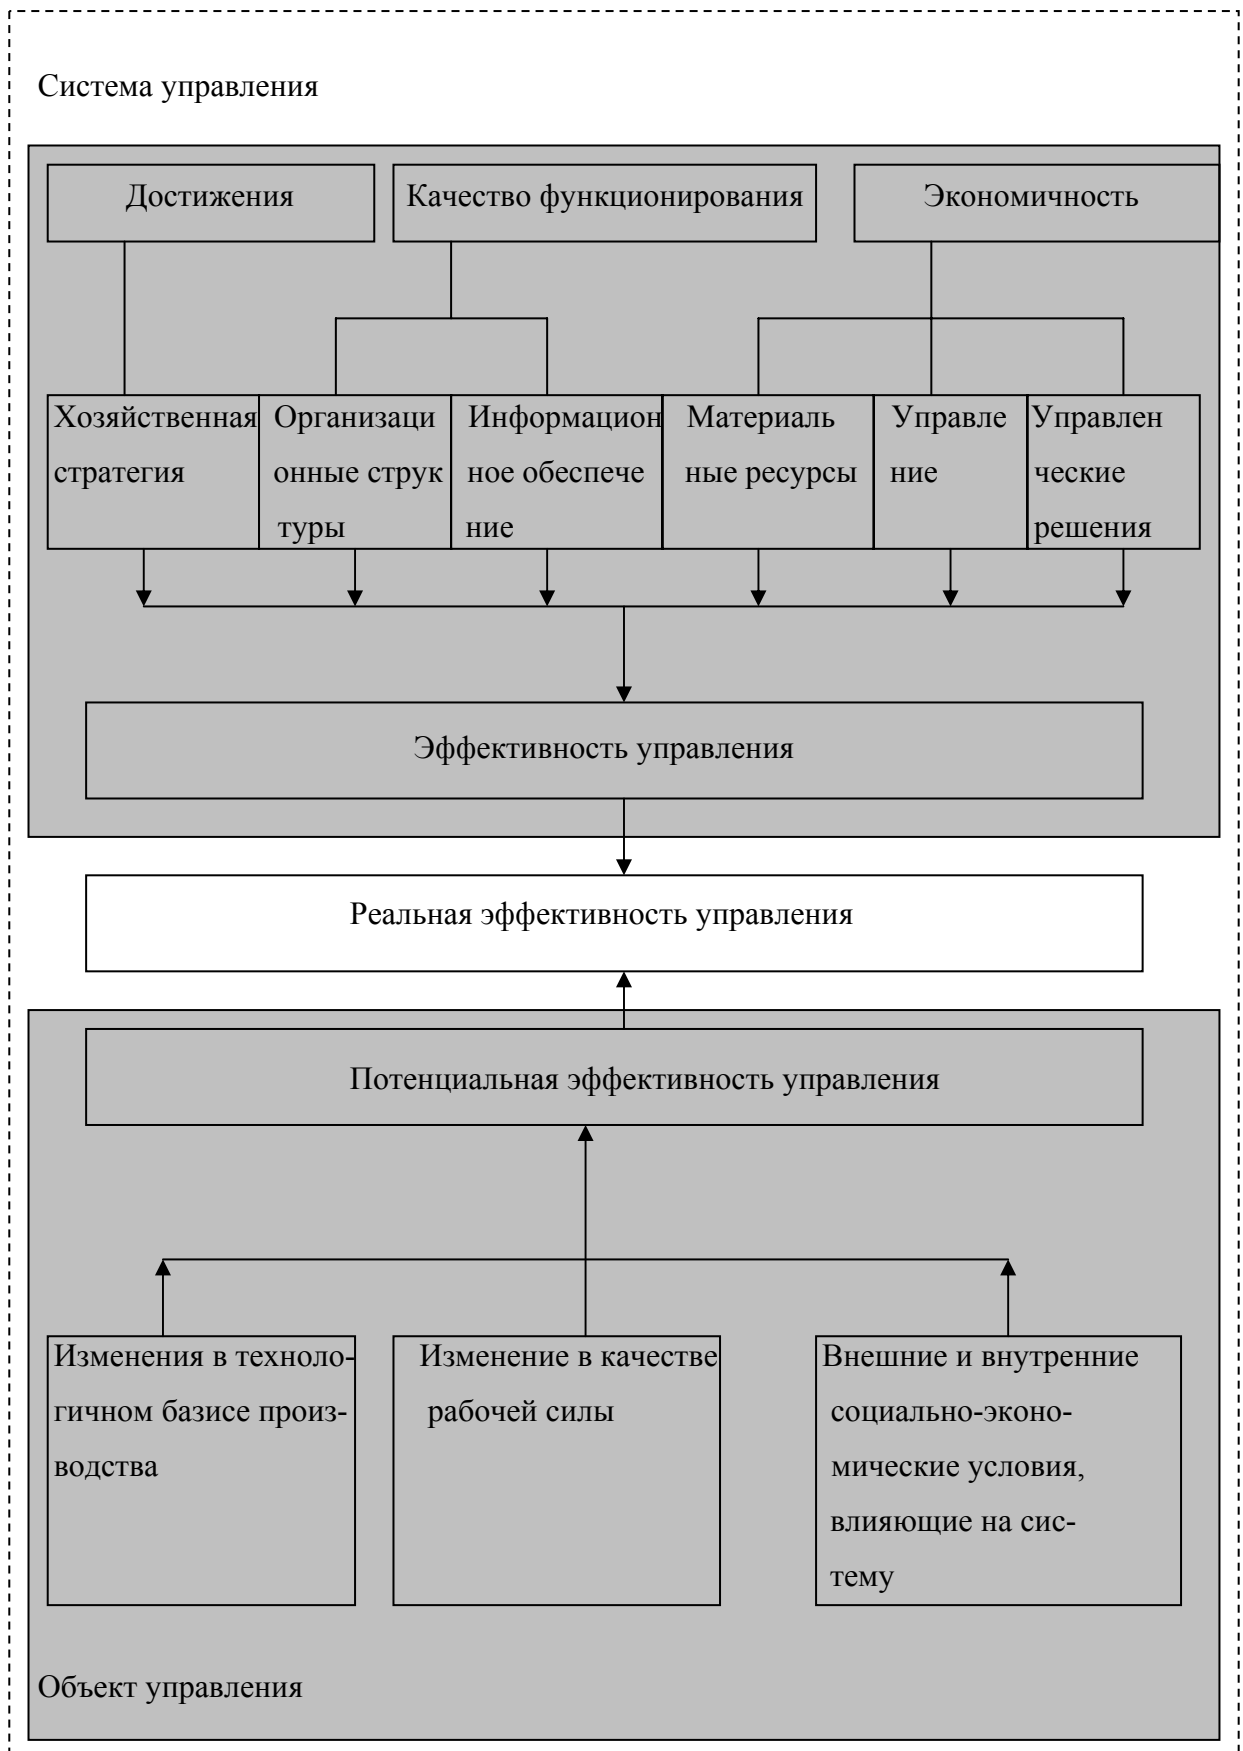 Система управления
Достижения
Качество функционирования
Экономичность
Хозяйственная
стратегия
Организаци
онные струк
туры
Информацион
ное обеспече
ние
Материаль
ные ресурсы
Управле
ние
Управлен
ческие
решения
Эффективность управления
Реальная эффективность управления
Потенциальная эффективность управления
Изменения в техноло-
гичном базисе произ-
водства
Изменение в качестве
рабочей силы
Внешние и внутренние
социально-эконо-
мические условия,
влияющие на сис-
тему
Объект управления